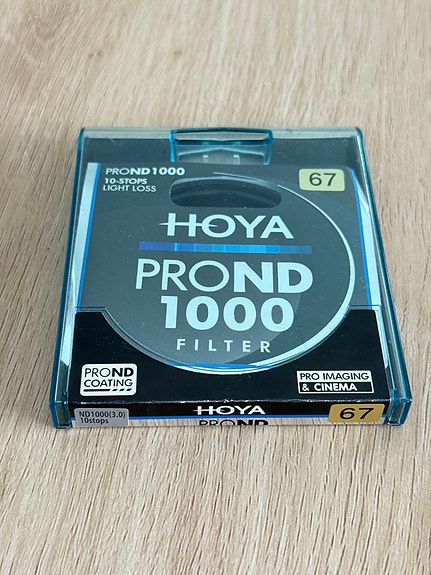 PROND1000
10-STOPS
LIGHT LOSS
67
HOYA
PROND
1000
FILTER
PROND
COATING
PRO IMAGING
& CINEMA
ND1000(3.0)
10stops
HOYA
PROND
67